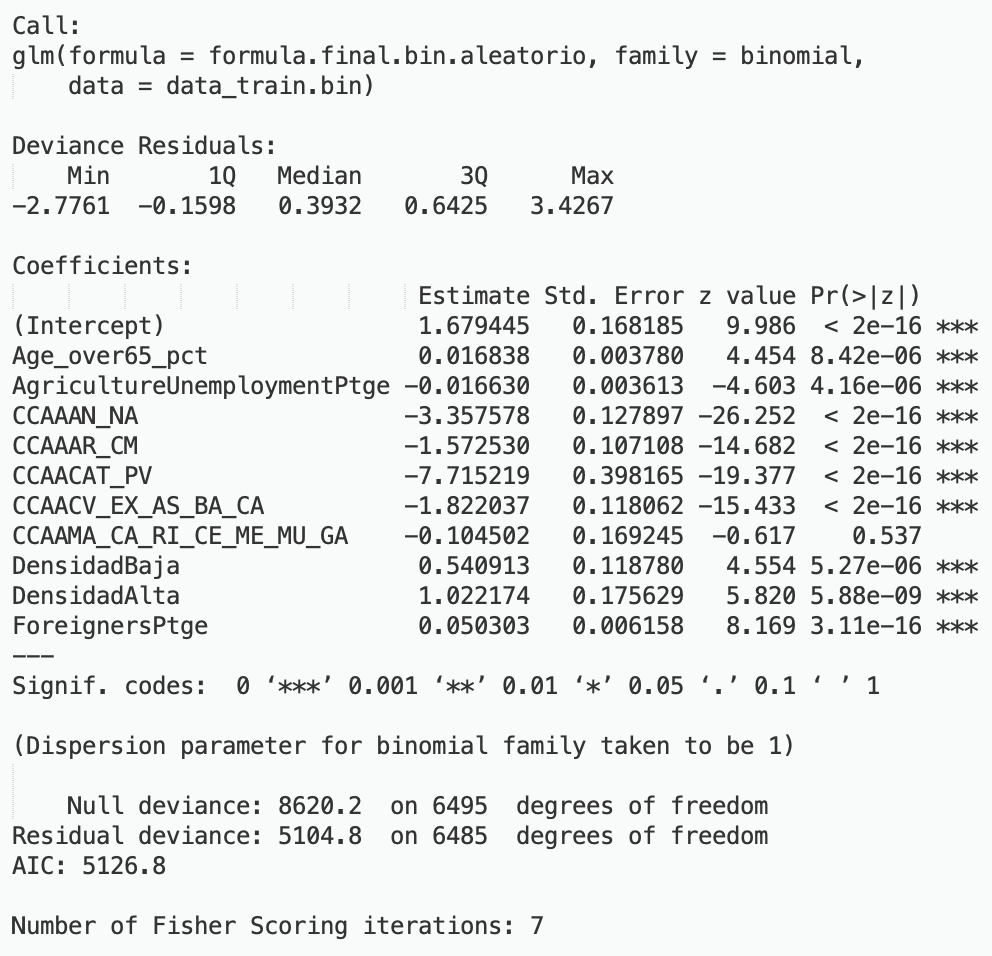 Call:
glm(formula = formula.final.bin.aleatorio, family = binomial,
    data = data_train.bin)
Deviance Residuals:
    Min       1Q   Median       3Q      Max
−2.7761  −0.1598   0.3932   0.6425   3.4267
Coefficients:
                             Estimate Std. Error z value Pr(>|z|)
(Intercept)                  1.679445   0.168185   9.986  < 2e−16 ***
Age_over65_pct               0.016838   0.003780   4.454 8.42e−06 ***
AgricultureUnemploymentPtge −0.016630   0.003613  −4.603 4.16e−06 ***
CCAAAN_NA                   −3.357578   0.127897 −26.252  < 2e−16 ***
CCAAAR_CM                   −1.572530   0.107108 −14.682  < 2e−16 ***
CCAACAT_PV                  −7.715219   0.398165 −19.377  < 2e−16 ***
CCAACV_EX_AS_BA_CA          −1.822037   0.118062 −15.433  < 2e−16 ***
CCAAMA_CA_RI_CE_ME_MU_GA    −0.104502   0.169245  −0.617    0.537
DensidadBaja                 0.540913   0.118780   4.554 5.27e−06 ***
DensidadAlta                 1.022174   0.175629   5.820 5.88e−09 ***
ForeignersPtge               0.050303   0.006158   8.169 3.11e−16 ***
−−−
Signif. codes:  0 ‘***’ 0.001 ‘**’ 0.01 ‘*’ 0.05 ‘.’ 0.1 ‘ ’ 1
(Dispersion parameter for binomial family taken to be 1)
    Null deviance: 8620.2  on 6495  degrees of freedom
Residual deviance: 5104.8  on 6485  degrees of freedom
AIC: 5126.8
Number of Fisher Scoring iterations: 7